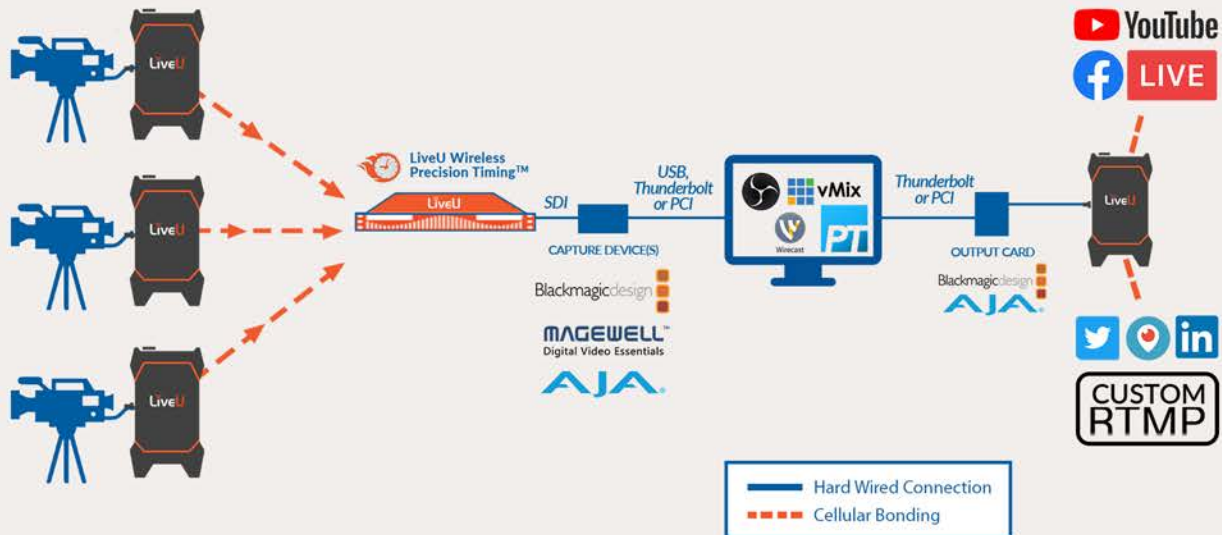 LiveU
LiveU
LiveU
LiveU Wireless
Precision Timing™
LiveU
SDI
CAPTURE DEVICE(S)
Blackmagicdesign
MAGEWELL™
Digital Video Essentials
AJA®
USB,
Thunderbolt
or PCI
vMix
Wirecast
PT
Thunderbolt
or PCI
OUTPUT CARD
Blackmagicdesign
AJA®
LiveU
YouTube
f LIVE
in
CUSTOM
RTMP
Hard Wired Connection
Cellular Bonding